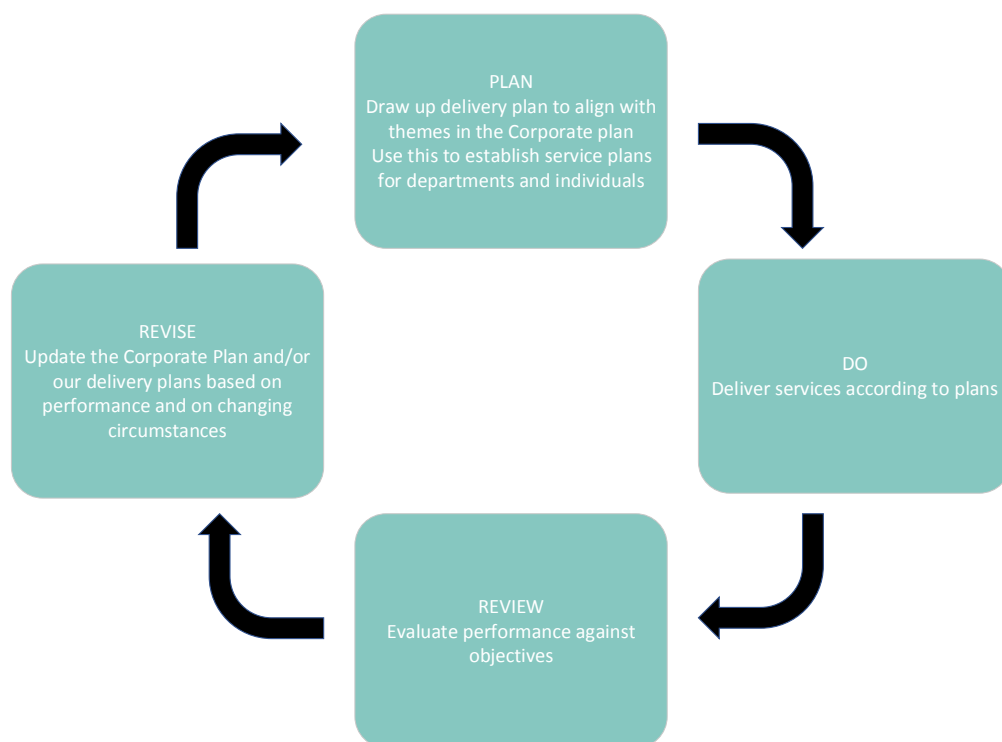 PLAN
Draw up delivery plan to align with
themes in the Corporate plan
Use this to establish service plans
for departments and individuals
DO
Deliver services according to plans
REVIEW
Evaluate performance against
objectives
REVISE
Update the Corporate Plan and/or
our delivery plans based on
performance and on changing
circumstances